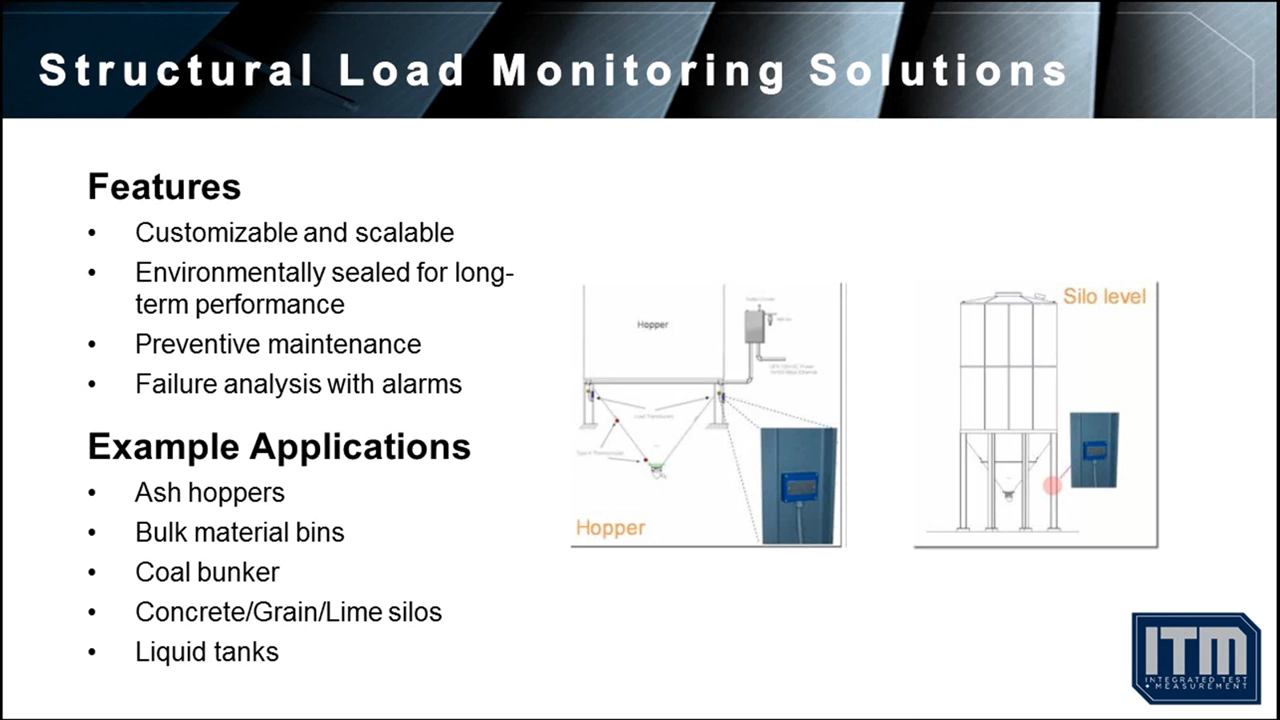 Structural Load Monitoring Solutions
Features
• Customizable and scalable
• Environmentally sealed for long-
term performance
• Preventive maintenance
• Failure analysis with alarms
Example Applications
• Ash hoppers
• Bulk material bins
• Coal bunker
• Concrete/Grain/Lime silos
• Liquid tanks
Hopper
Load Transducers
Hopper
Silo level
ITM
INTEGRATED TEST
+ MEASUREMENT